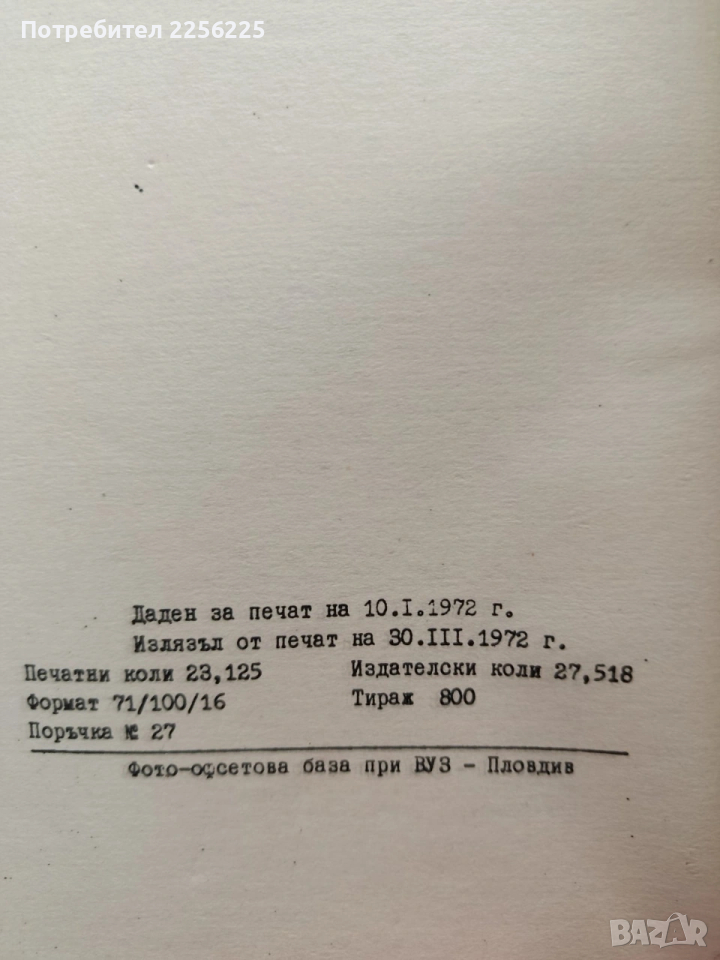 Потребител 2256225
Даден за печат на 10.I.1972 г.
Излязъл от печат на 30.III.1972 г.
Печатни коли 23,125 Издателски коли 27,518
Формат 71/100/16 Тираж 800
Поръчка № 27
Фото-офсетова база при ВУЗ - Пловдив
BAZAR